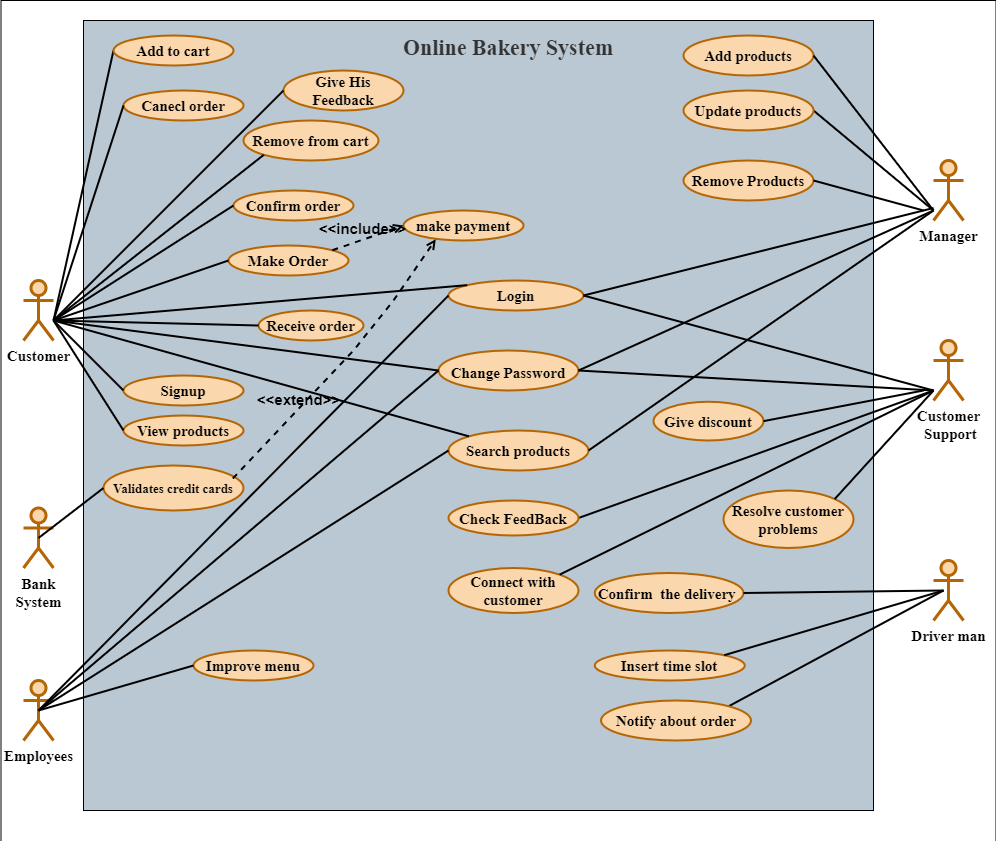 Online Bakery System
Add to cart
Canecl order
Give His
Feedback
Remove from cart
Confirm order
<<include>>
make payment
Make Order
Login
Receive order
Change Password
Signup
<<extend>>
View products
Search products
Validates credit cards
Check FeedBack
Connect with
customer
Improve menu
Add products
Update products
Remove Products
Give discount
Resolve customer
problems
Confirm  the delivery
Insert time slot
Notify about order
Customer
Bank
System
Employees
Manager
Customer
Support
Driver man